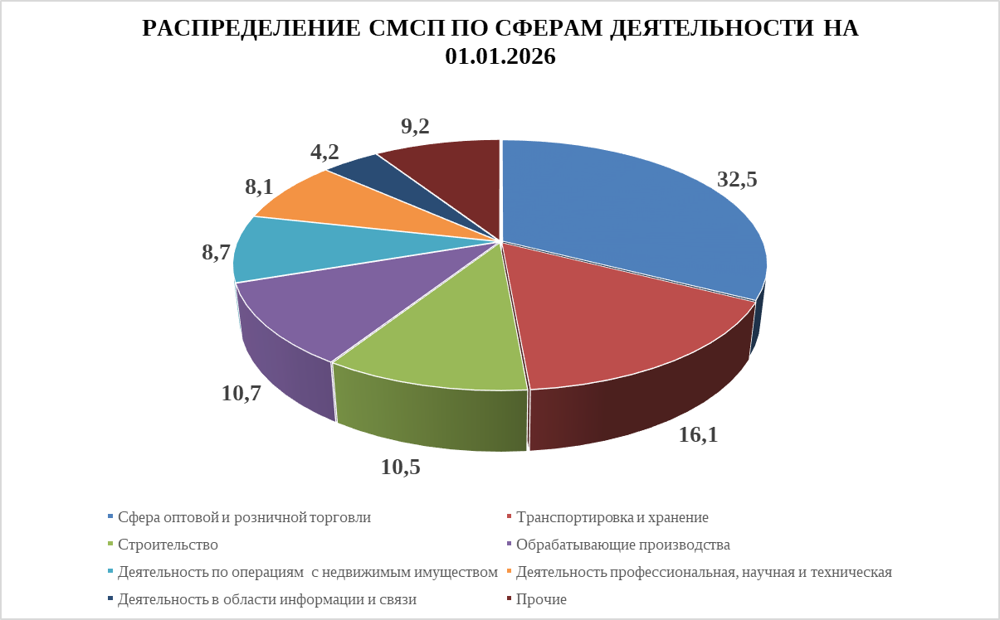 РАСПРЕДЕЛЕНИЕ СМСП ПО СФЕРАМ ДЕЯТЕЛЬНОСТИ НА
01.01.2026
9,2
4,2
32,5
8,1
8,7
10,7
16,1
10,5
Сфера оптовой и розничной торговли
Транспортировка и хранение
Строительство
Обрабатывающие производства
Деятельность по операциям с недвижимым имуществом
Деятельность профессиональная, научная и техническая
Деятельность в области информации и связи
Прочие